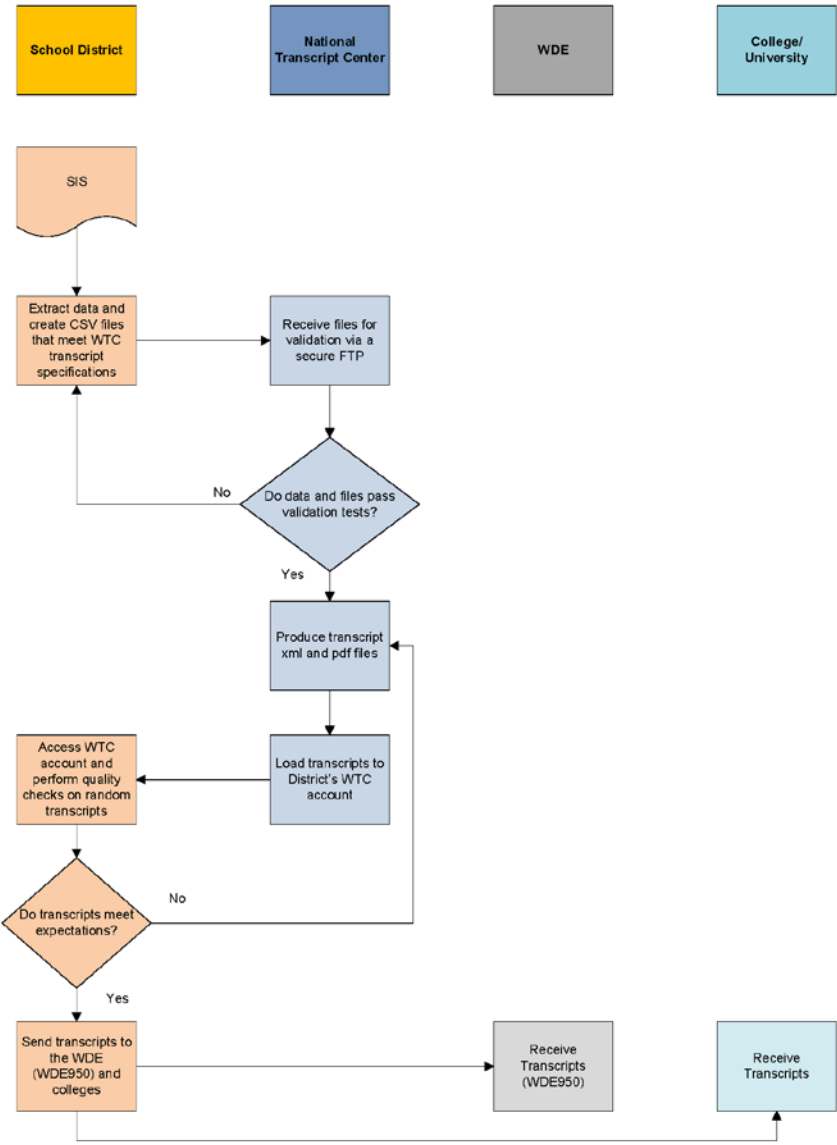 School District
National
Transcript Center
WDE
College/
University
SIS
Extract data and
create CSV files
that meet WTC
transcript
specifications
Receive files for
validation via a
secure FTP
No
Do data and files pass
validation tests?
Yes
Produce transcript
xml and pdf files
Access WTC
account and
perform quality
checks on random
transcripts
Load transcripts to
District's WTC
account
No
Do transcripts meet
expectations?
Yes
Send transcripts to
the WDE
(WDE950) and
colleges
Receive
Transcripts
(WDE950)
Receive
Transcripts